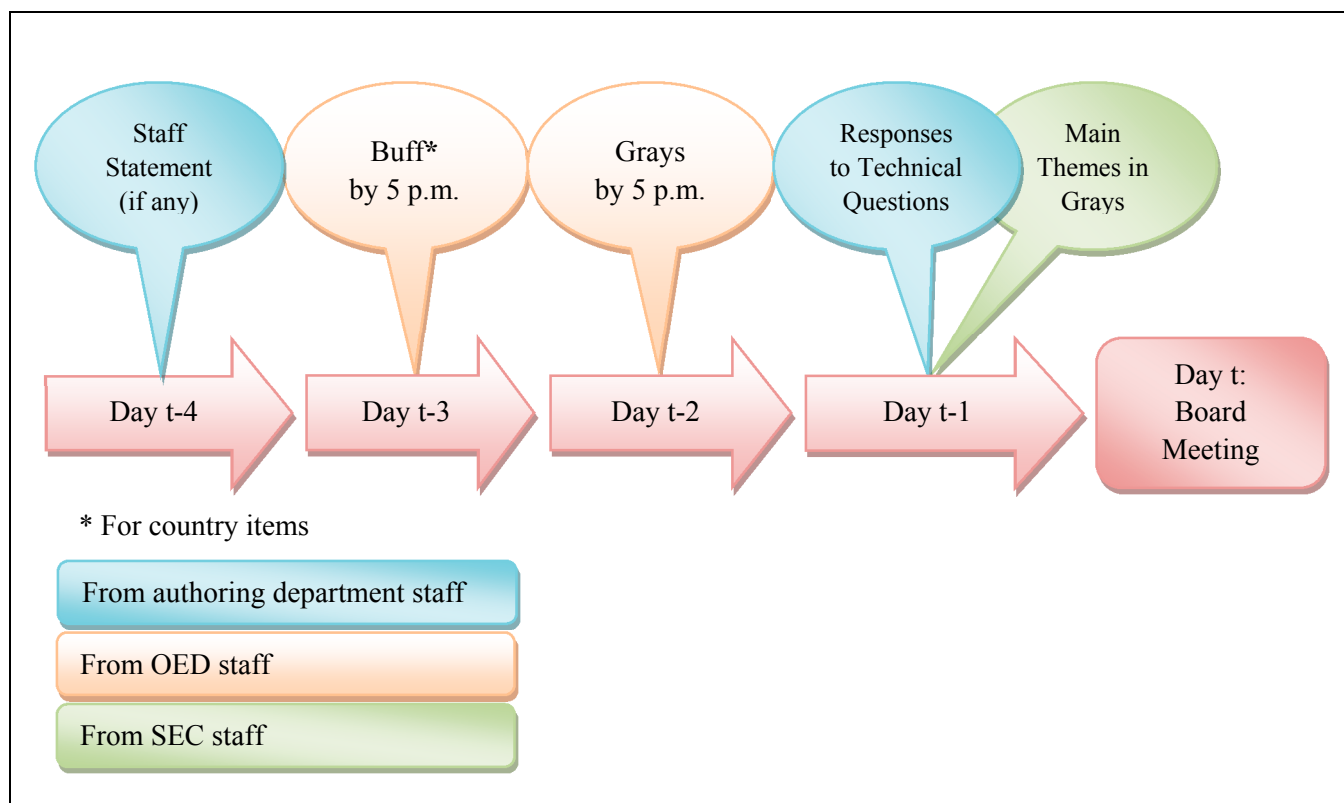 Staff
Statement
(if any)
Buff*
by 5 p.m.
Grays
by 5 p.m.
Responses
to Technical
Questions
Main
Themes in
Grays
Day t-4
Day t-3
Day t-2
Day t-1
Day t:
Board
Meeting
* For country items
From authoring department staff
From OED staff
From SEC staff